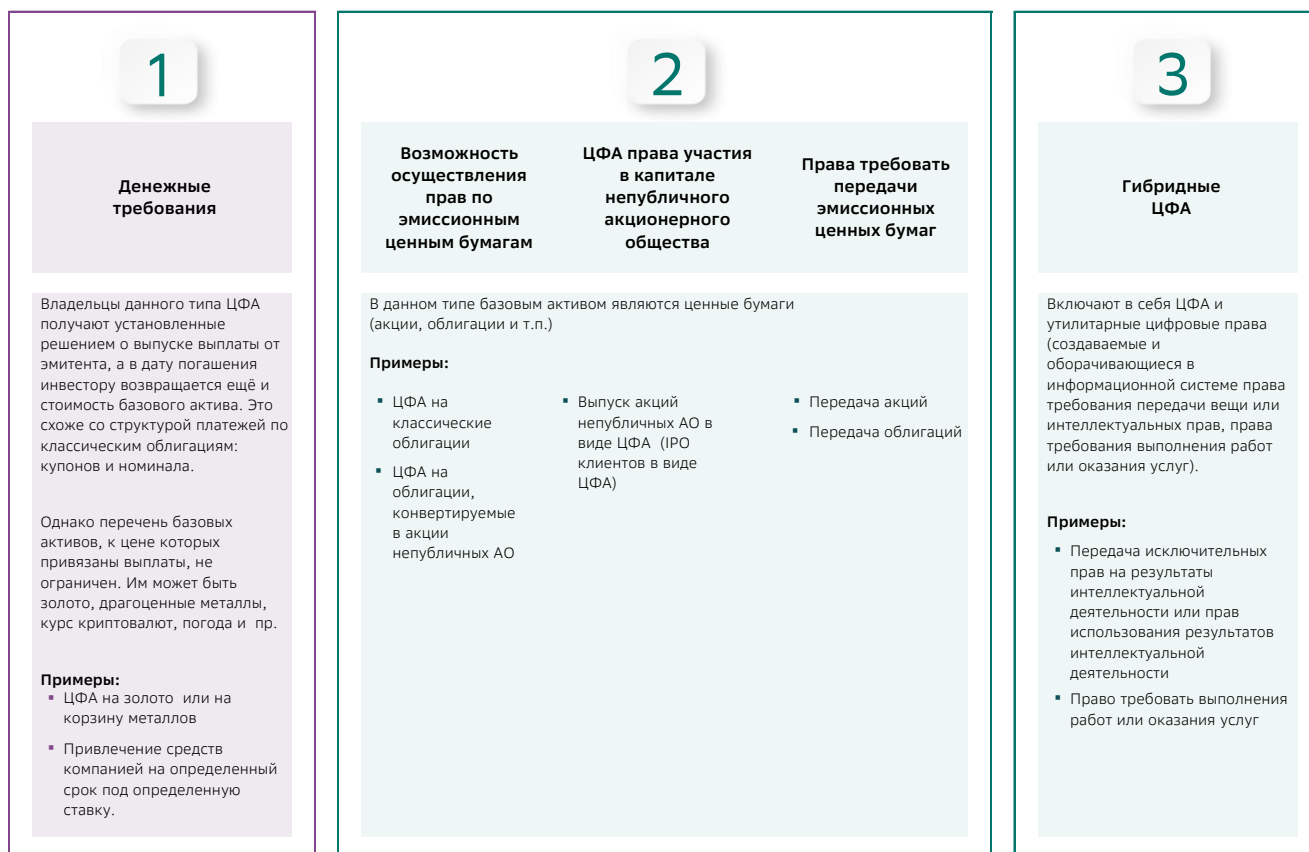 1
Денежные
требования
Владельцы данного типа ЦФА
получают установленные
решением о выпуске выплаты от
эмитента, а в дату погашения
инвестору возвращается ещё и
стоимость базового актива. Это
схоже со структурой платежей по
классическим облигациям:
купонов и номинала.
Однако перечень базовых
активов, к цене которых
привязаны выплаты, не
ограничен. Им может быть
золото, драгоценные металлы,
курс криптовалют, погода и пр.
Примеры:
▪ ЦФА на золото или на
корзину металлов
▪ Привлечение средств
компанией на определенный
срок под определенную
ставку.
2
Возможность
осуществления
прав по
эмиссионным
ценным бумагам
ЦФА права участия
в капитале
непубличного
акционерного
общества
Права требовать
передачи
эмиссионных
ценных бумаг
В данном типе базовым активом являются ценные бумаги
(акции, облигации и т.п.)
Примеры:
▪ ЦФА на
классические
облигации
▪ ЦФА на
облигации,
конвертируемые
в акции
непубличных АО
▪ Выпуск акций
непубличных АО в
виде ЦФА (IPO
клиентов в виде
ЦФА)
▪ Передача акций
▪ Передача облигаций
3
Гибридные
ЦФА
Включают в себя ЦФА и
утилитарные цифровые права
(создаваемые и
оборачивающиеся в
информационной системе права
требования передачи вещи или
интеллектуальных прав, права
требования выполнения работ
или оказания услуг).
Примеры:
▪ Передача исключительных
прав на результаты
интеллектуальной
деятельности или прав
использования результатов
интеллектуальной
деятельности
▪ Право требовать выполнения
работ или оказания услуг